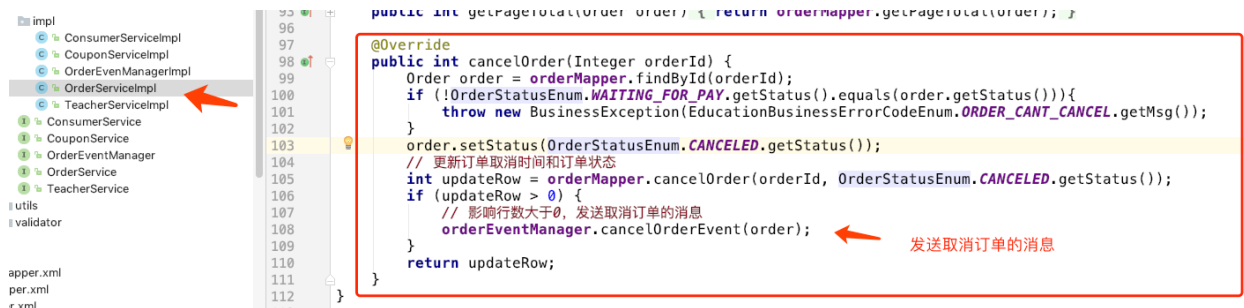 impl
ConsumerServiceImpl
CouponServiceImpl
OrderEvenManagerImpl
OrderServiceImpl
TeacherServiceImpl
ConsumerService
CouponService
OrderEventManager
OrderService
TeacherService
utils
validator
apper.xml
per.xml
r.xml
93 public int getPageTotal(Order order) { return orderMapper.getPageTotal(order); }
96
97 @Override
98 public int cancelOrder(Integer orderId) {
99 Order order = orderMapper.findById(orderId);
100 if (!OrderStatusEnum.WAITING_FOR_PAY.getStatus().equals(order.getStatus())){
101 throw new BusinessException(EducationBusinessErrorCodeEnum.ORDER_CANT_CANCEL.getMsg());
102 }
103 order.setStatus(OrderStatusEnum.CANCELED.getStatus());
104 // 更新订单取消时间和订单状态
105 int updateRow = orderMapper.cancelOrder(orderId, OrderStatusEnum.CANCELED.getStatus());
106 if (updateRow > 0) {
107 // 影响行数大于0，发送取消订单的消息
108 orderEventManager.cancelOrderEvent(order);
发送取消订单的消息
109 }
110 return updateRow;
111 }
112 }